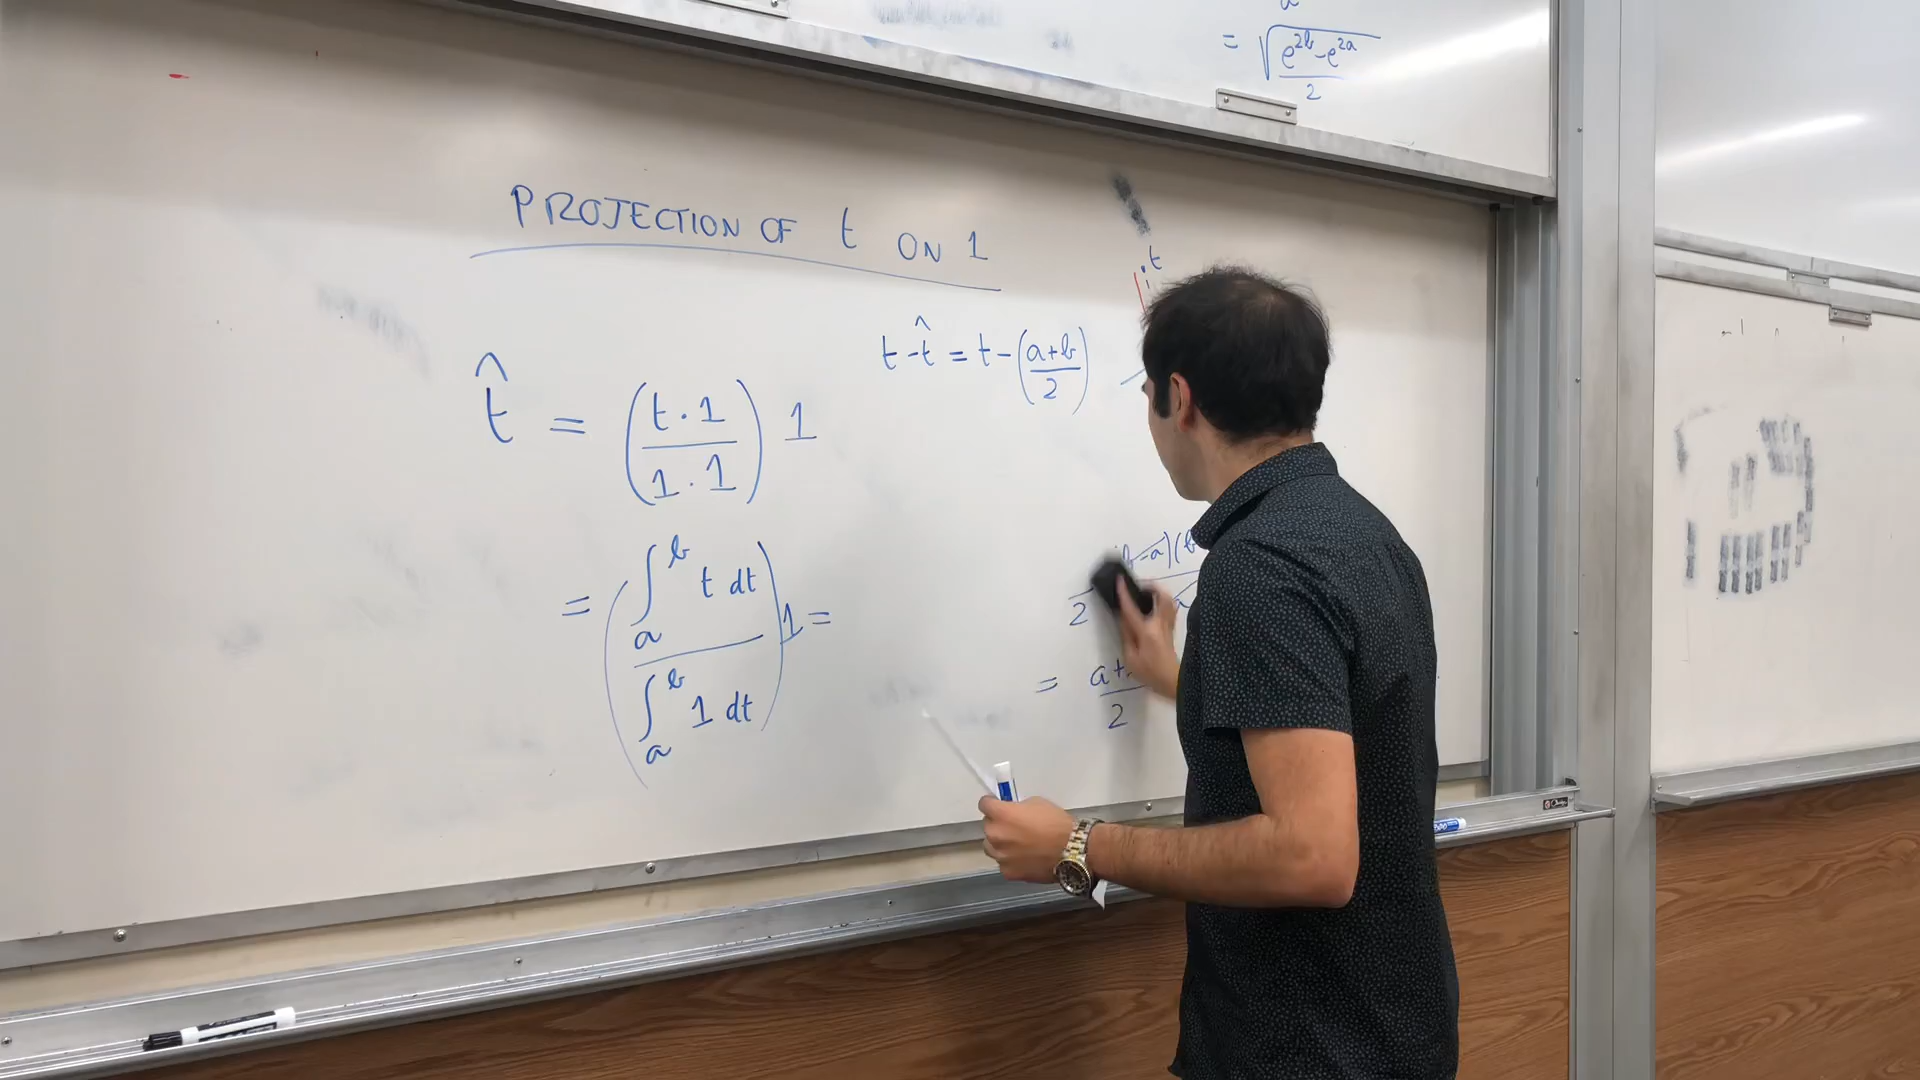 = √(e^{2b} - e^{2a} / 2)
PROJECTION OF t ON 1
t
t - t̂ = t - (a+b / 2)
t̂ = (t · 1 / 1 · 1) 1
= (∫_a^b t dt / ∫_a^b 1 dt) 1 =
= a+ / 2